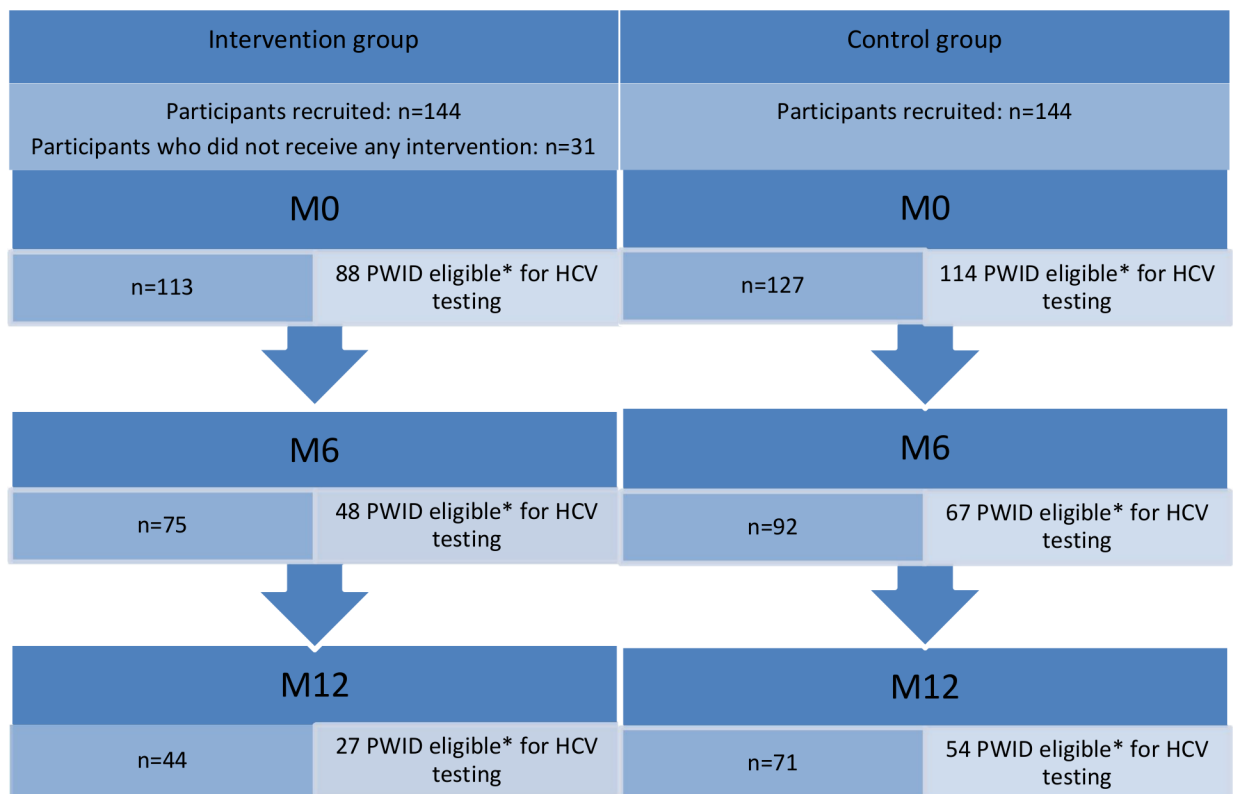 Intervention group
Control group
Participants recruited: n=144
Participants who did not receive any intervention: n=31
Participants recruited: n=144
M0
M0
n=113
88 PWID eligible* for HCV
testing
n=127
114 PWID eligible* for HCV
testing
M6
M6
n=75
48 PWID eligible* for HCV
testing
n=92
67 PWID eligible* for HCV
testing
M12
M12
n=44
27 PWID eligible* for HCV
testing
n=71
54 PWID eligible* for HCV
testing